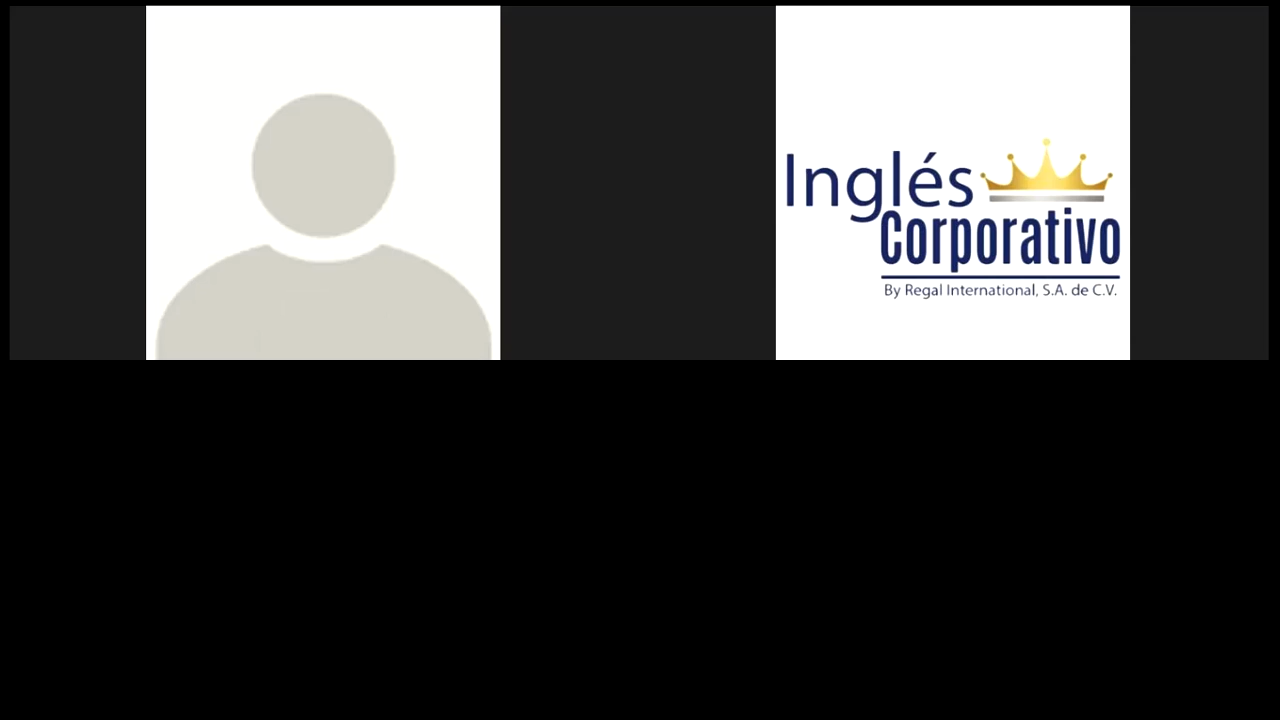 Inglés
Corporativo
By Regal International, S.A. de C.V.